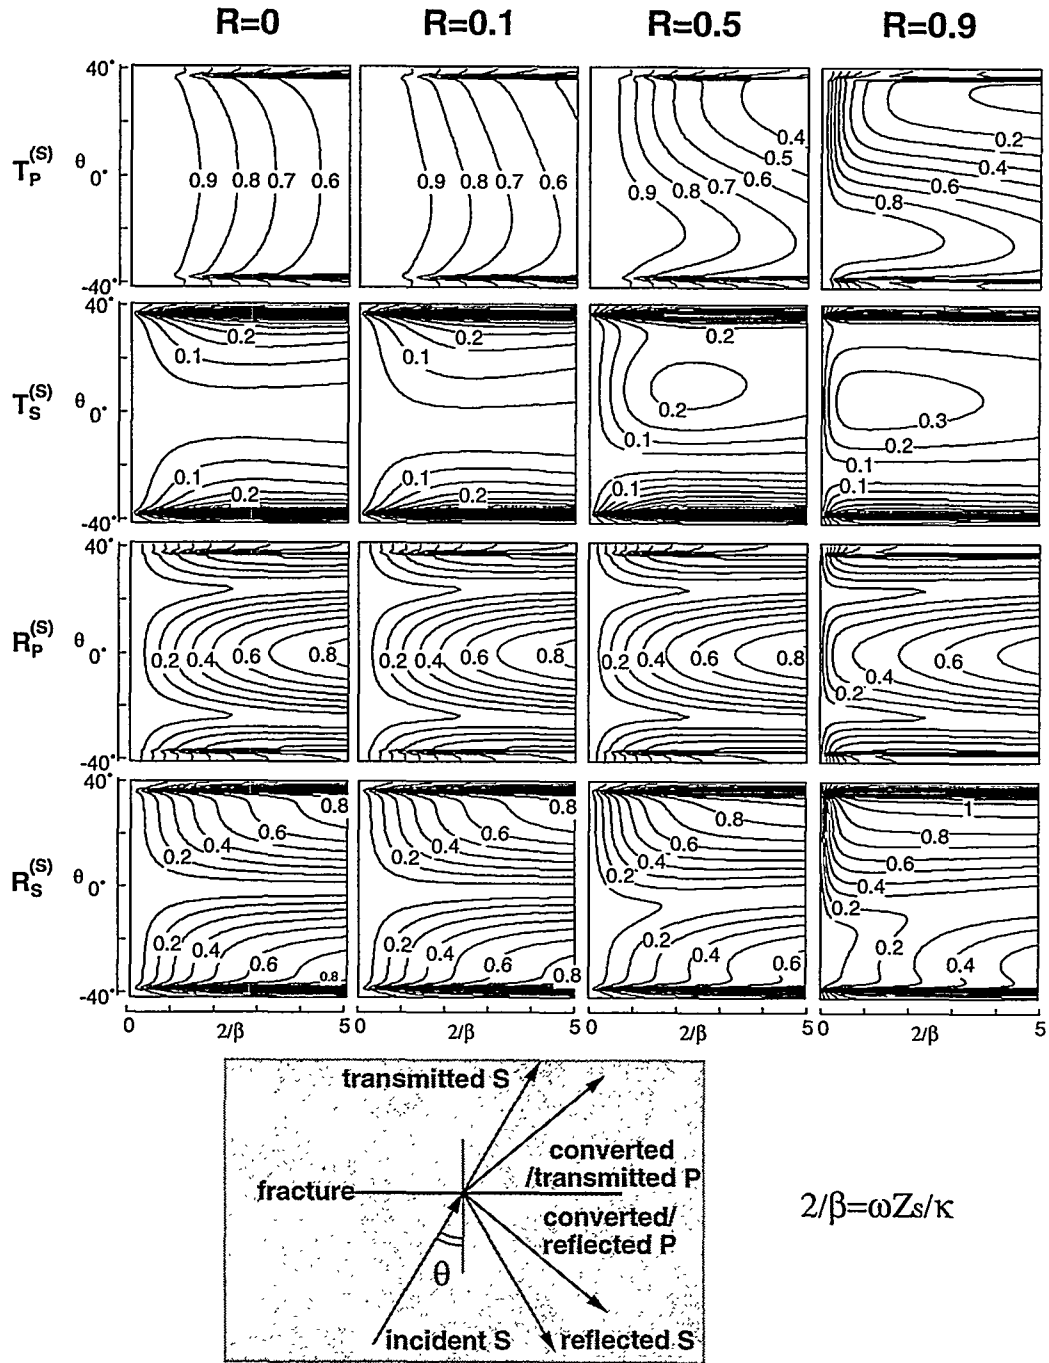 R=0 R=0.1 R=0.5 R=0.9
T_P^(S) θ 40° 0° -40° 0.9 0.8 0.7 0.6
0.9 0.8 0.7 0.6
0.9 0.8 0.7 0.6 0.5 0.4
0.8 0.6 0.4 0.2
T_S^(S) θ 40° 0° -40° 0.2 0.1 0.1 0.2
0.2 0.1 0.1 0.2
0.2 0.2 0.1 0.1
0.3 0.2 0.1 0.1
R_P^(S) θ 40° 0° -40° 0.2 0.4 0.6 0.8
0.2 0.4 0.6 0.8
0.2 0.4 0.6 0.8
0.2 0.4 0.6
R_S^(S) θ 40° 0° -40° 0.8 0.6 0.4 0.2 0.2 0.4 0.6 0.8
0.8 0.6 0.4 0.2 0.2 0.4 0.6 0.8
0.8 0.6 0.4 0.2 0.2 0.4 0.6
1 0.8 0.6 0.4 0.2 0.2 0.4
0 2/β 5 0 2/β 5 0 2/β 5 0 2/β 5
transmitted S
converted
/transmitted P
fracture
converted/
reflected P
θ
incident S
reflected S
2/β=ωZs/κ